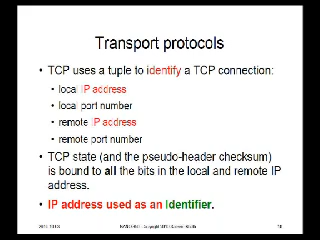 Transport protocols
• TCP uses a tuple to identify a TCP connection:
• local IP address
• local port number
• remote IP address
• remote port number
• TCP state (and the pseudo-header checksum)
is bound to all the bits in the local and remote IP
address.
• IP address used as an Identifier.